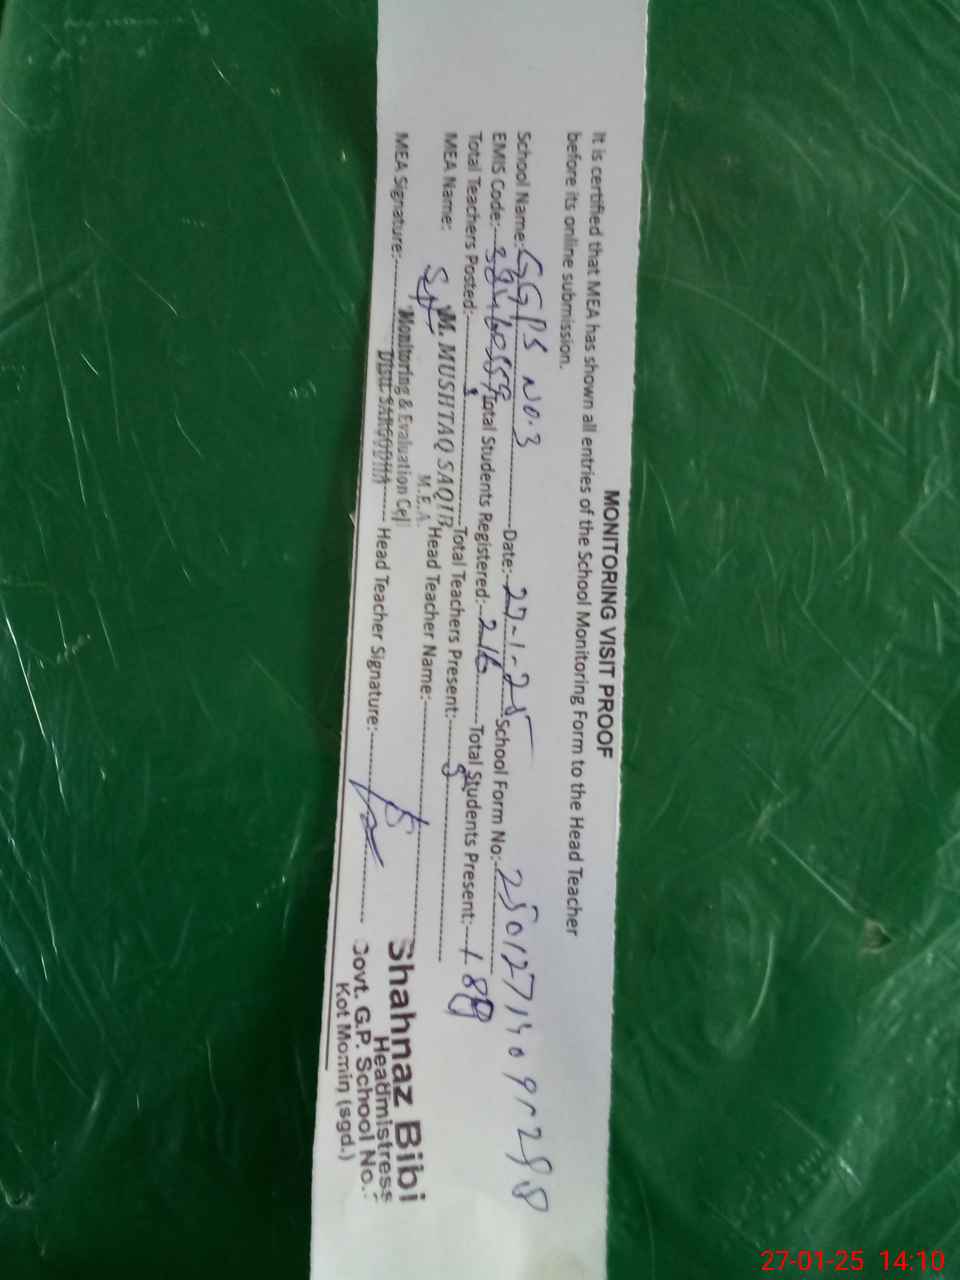 MONITORING VISIT PROOF
It is certified that MEA has shown all entries of the School Monitoring Form to the Head Teacher
before its online submission.
School Name: GGPS NO.3 Date: 27-1-25 School Form No:
EMIS Code: Total Students Registered: 216 Total Students Present:
Total Teachers Posted: Total Teachers Present:
MEA Name: M. MUSHTAQ SAQIB Head Teacher Name:
M.E.A
MEA Signature: Head Teacher Signature:
Monitoring & Evaluation Cell
Distt. SARGODHA
Shahnaz Bibi
Headmistress
Govt. G.P. School No.
Kot Momin (sgd.)
27-01-25 14:10